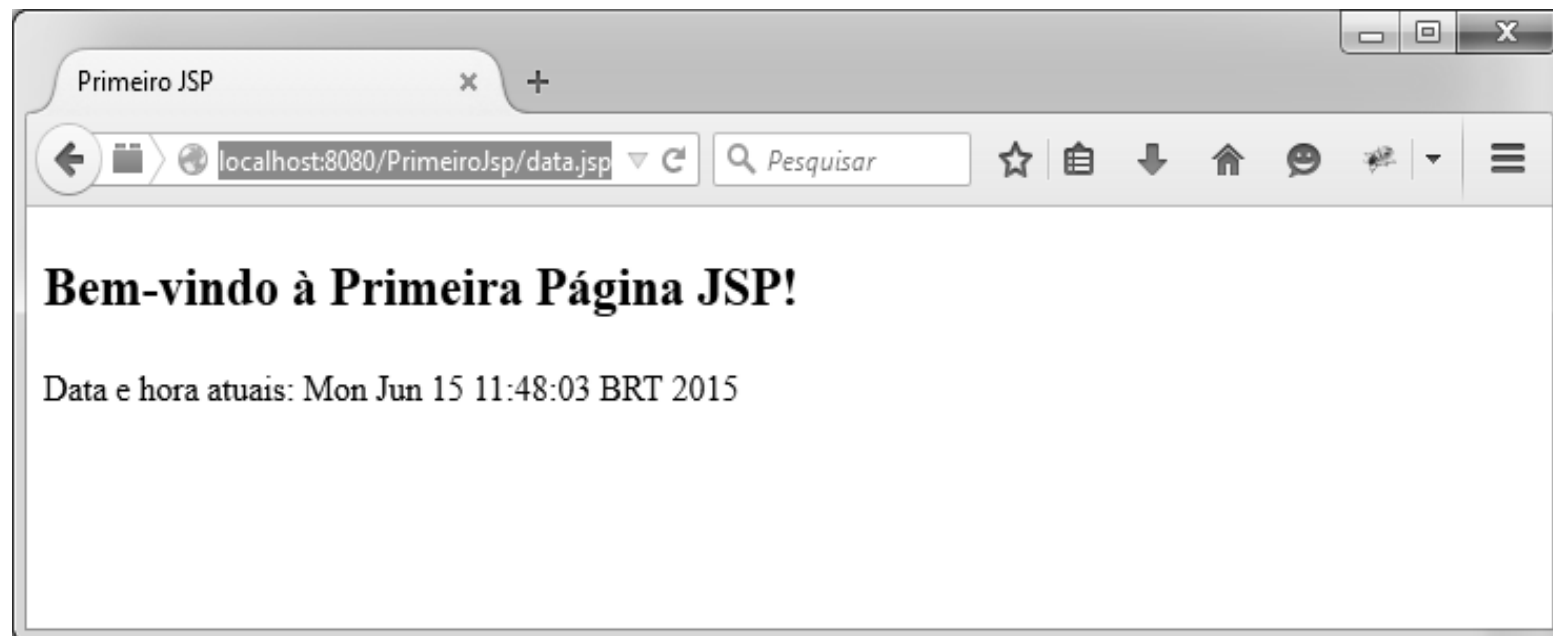 Primeiro JSP
localhost:8080/PrimeiroJsp/data.jsp Pesquisar
Bem-vindo à Primeira Página JSP!
Data e hora atuais: Mon Jun 15 11:48:03 BRT 2015